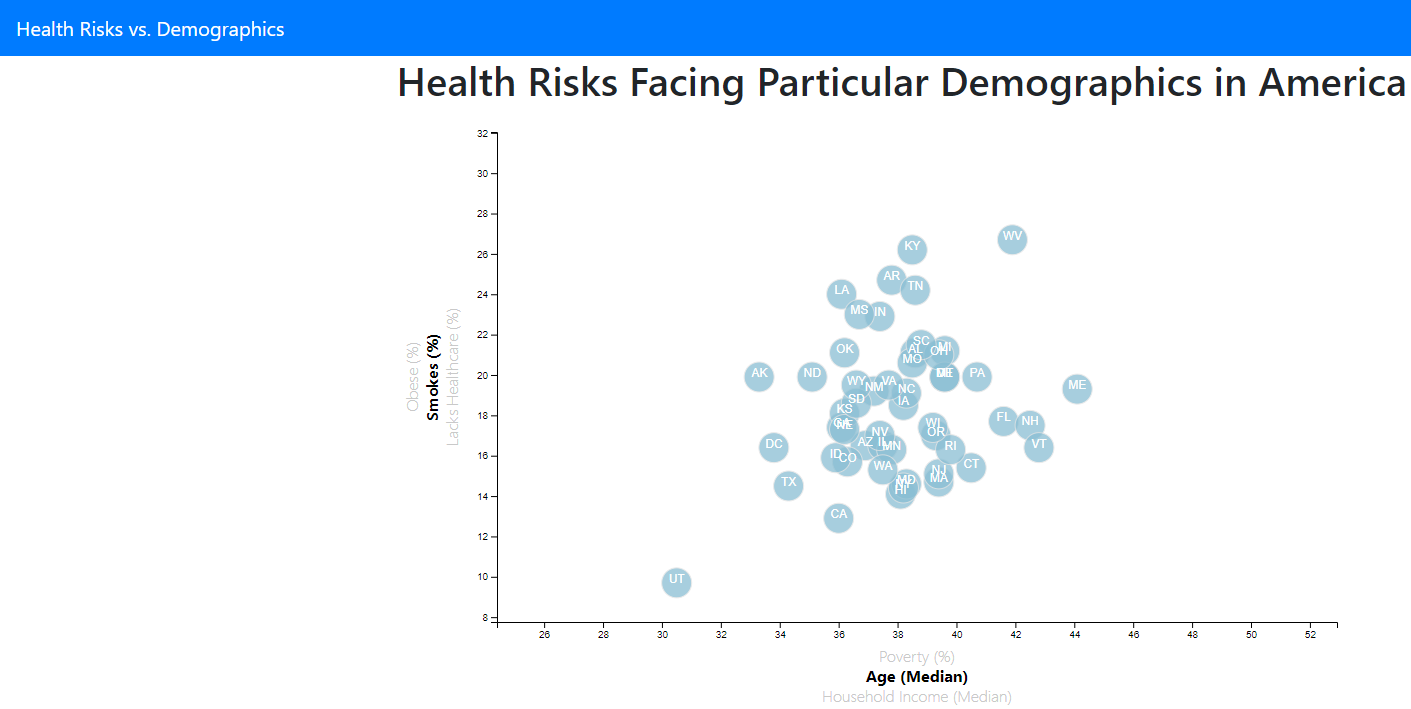 Health Risks vs. Demographics
Health Risks Facing Particular Demographics in America
Obese (%)
Smokes (%)
Lacks Healthcare (%)
32
30
28
26
24
22
20
18
16
14
12
10
8
WV
KY
AR
TN
LA
MS IN
SC
MI
AL
OH
OK
MO
AK
ND
PA
ME
WY
VA
NM
NC
SD
IA
KS
FL
NH
WI
NE
NV
OR
DC
AZ
IL
MN
RI
VT
ID
CO
WA
NJ
CT
MD
MA
TX
HI
CA
UT
26 28 30 32 34 36 38 40 42 44 46 48 50 52
Poverty (%)
Age (Median)
Household Income (Median)